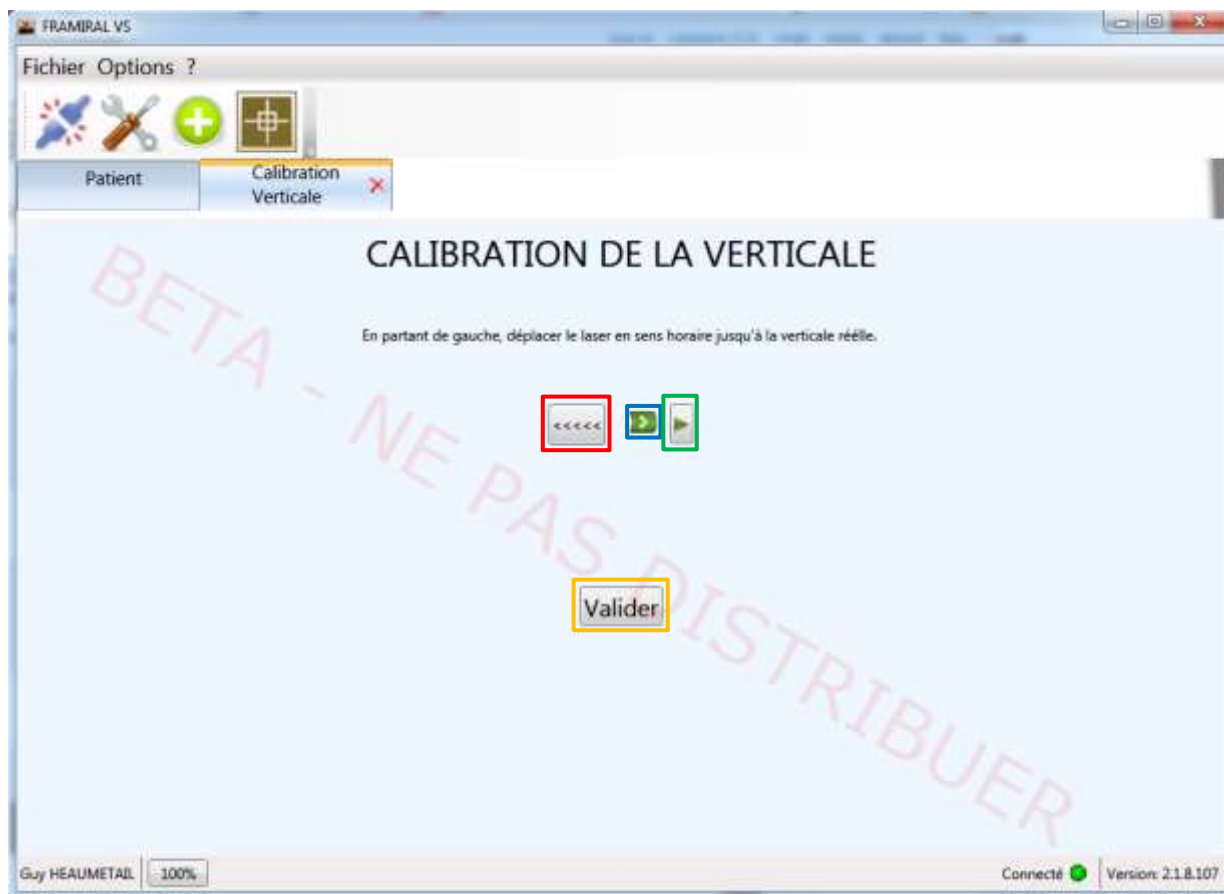 FRAMIRAL VS
Fichier Options ?
Patient
Calibration
Verticale
CALIBRATION DE LA VERTICALE
En partant de gauche, déplacer le laser en sens horaire jusqu'à la verticale réélle.
<<<<<
Valider
BETA - NE PAS DISTRIBUER
Guy HEAUMETAIL 100% Connecté Version: 2.1.8.107